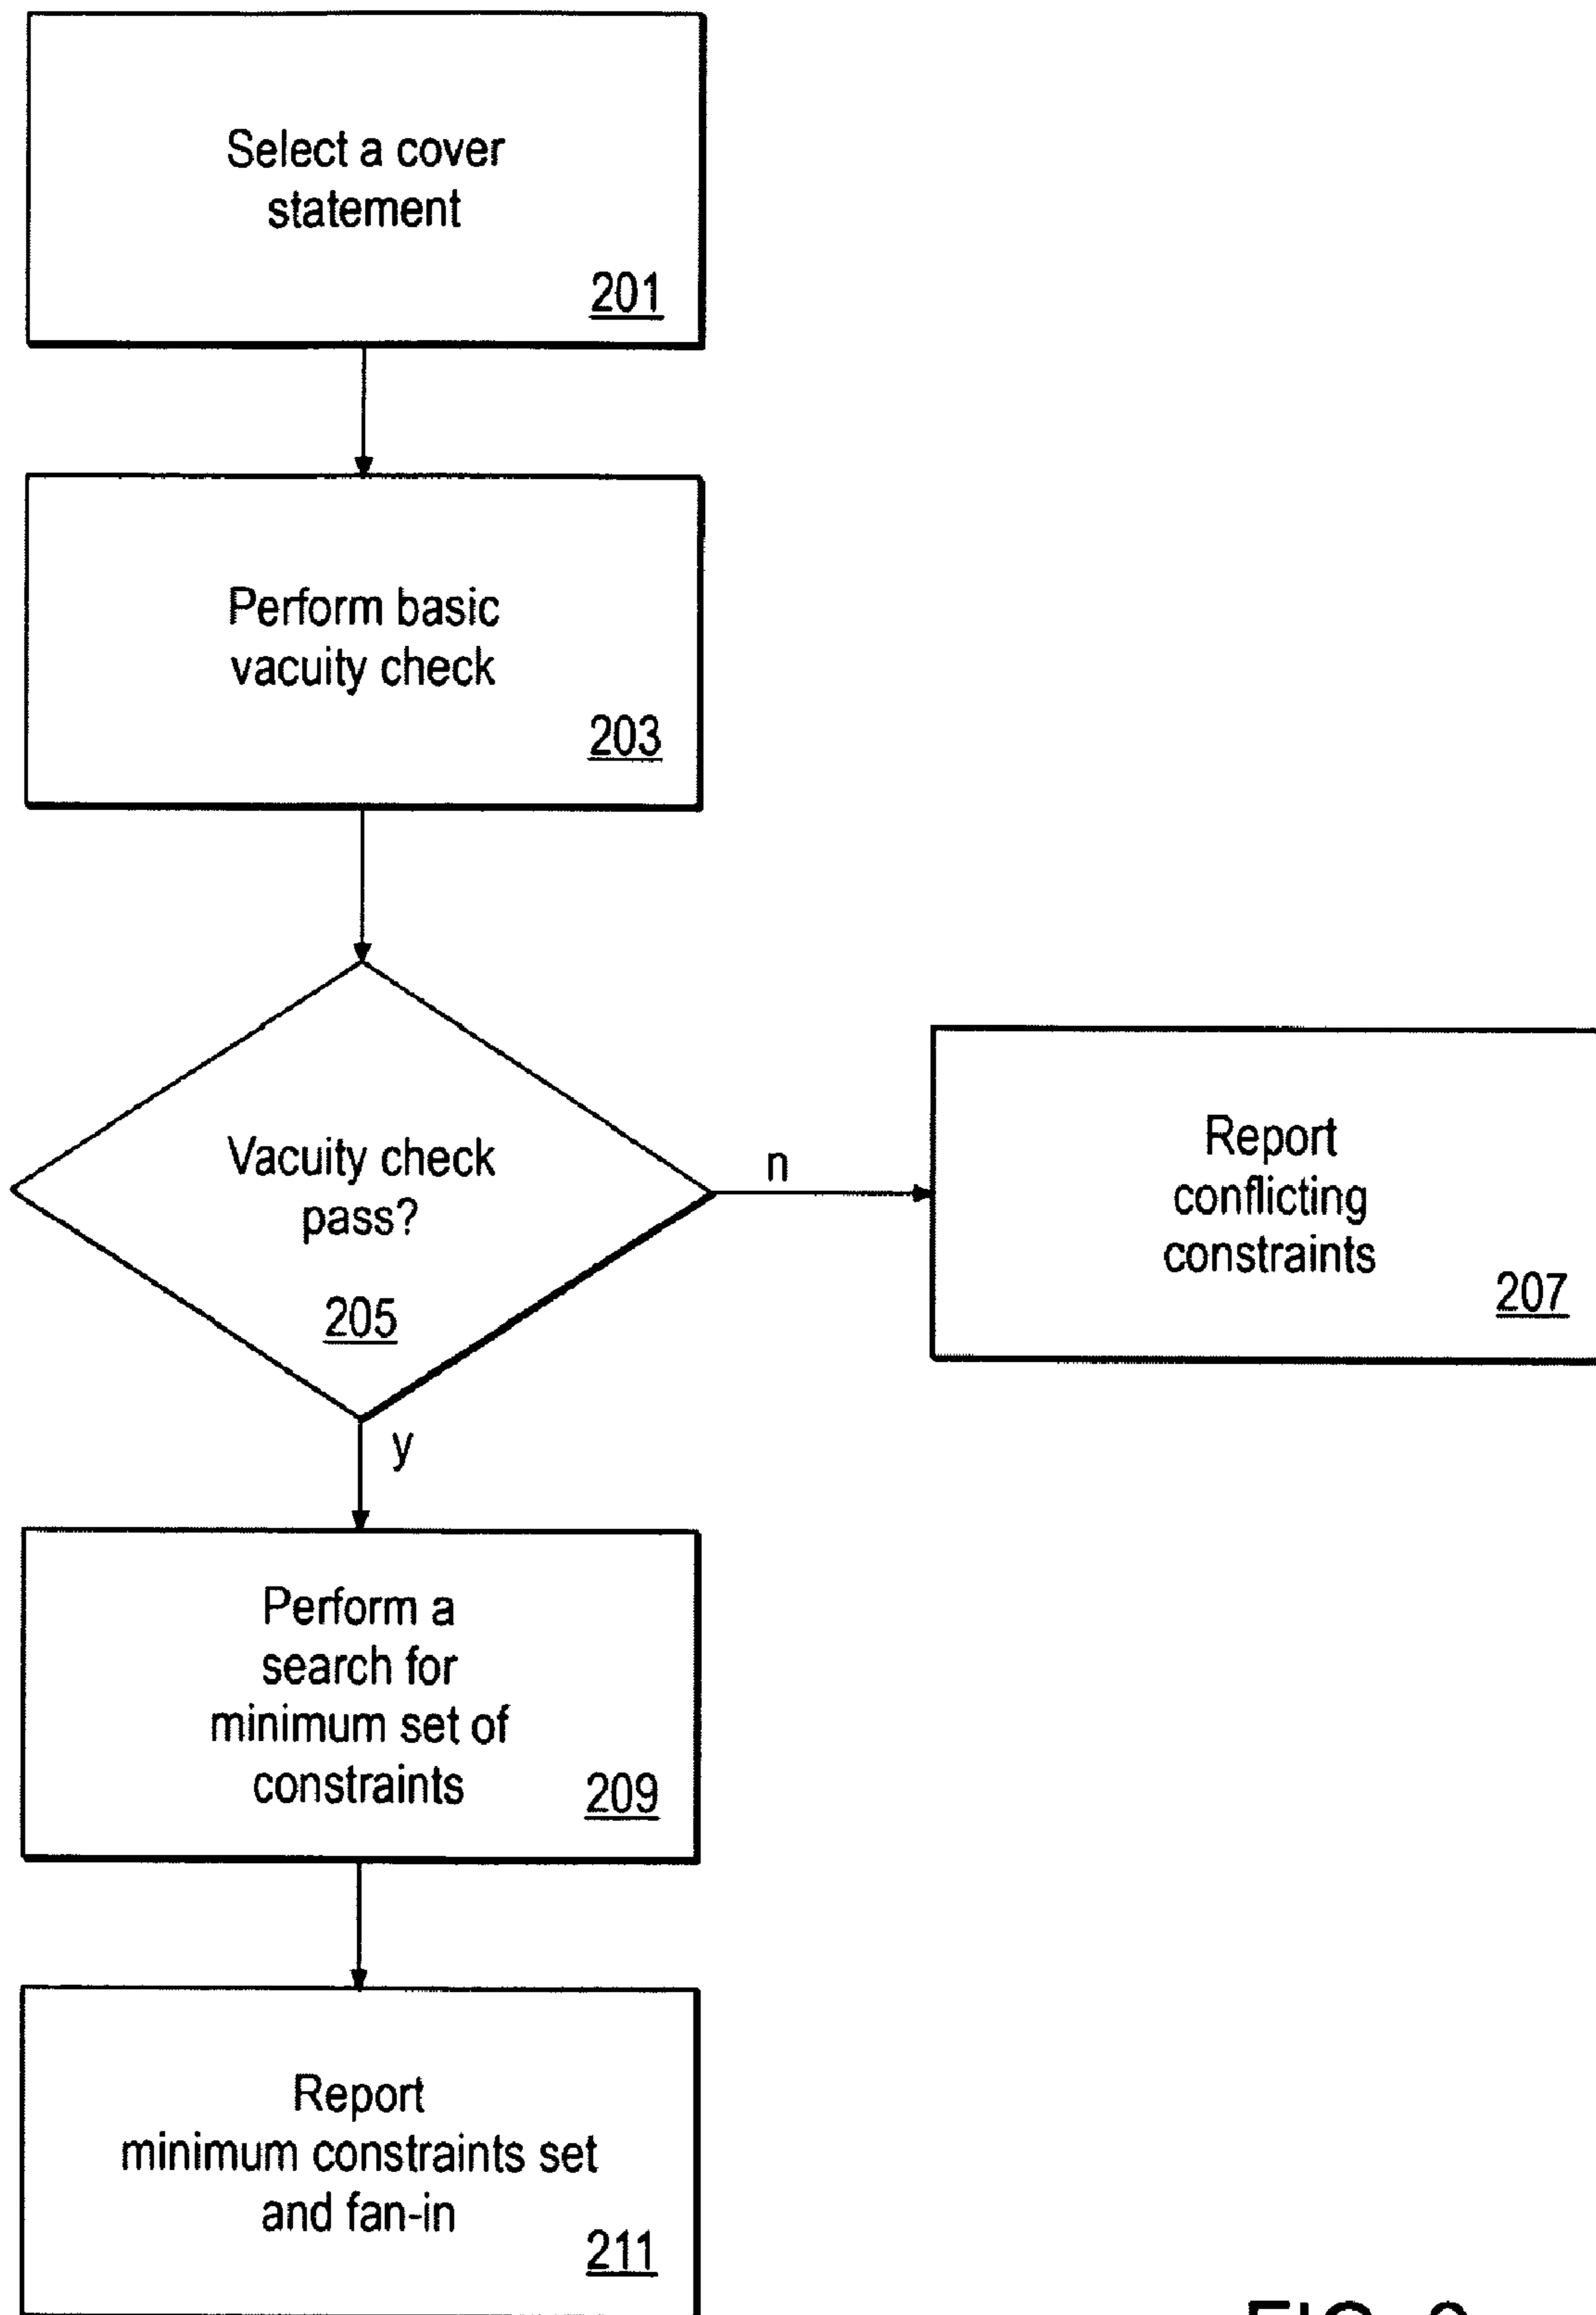 Select a cover
statement
201
Perform basic
vacuity check
203
Vacuity check
pass?
205
n
Report
conflicting
constraints
207
y
Perform a
search for
minimum set of
constraints
209
Report
minimum constraints set
and fan-in
211
FIG.